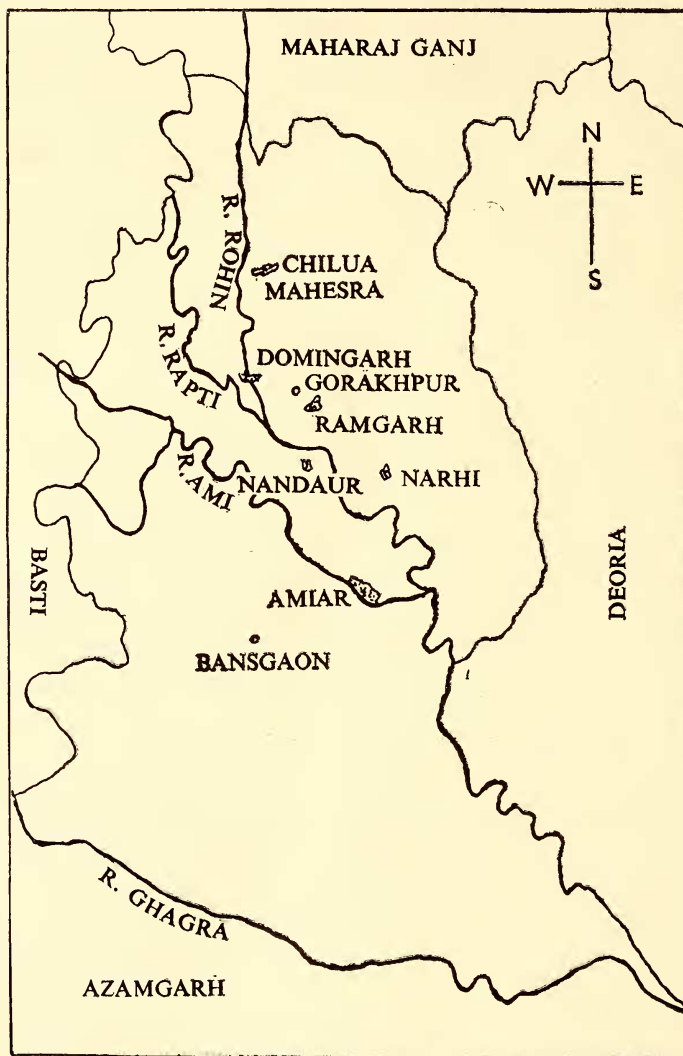 MAHARAJ GANJ
N
W E
S
R. ROHIN
CHILUA
MAHESRA
DOMINGARH
GORAKHPUR
R. RAPTI
RAMGARH
R. AMI
NANDAUR
NARHI
BASTI
DEORIA
AMIAR
BANSGAON
R. GHAGRA
AZAMGARH